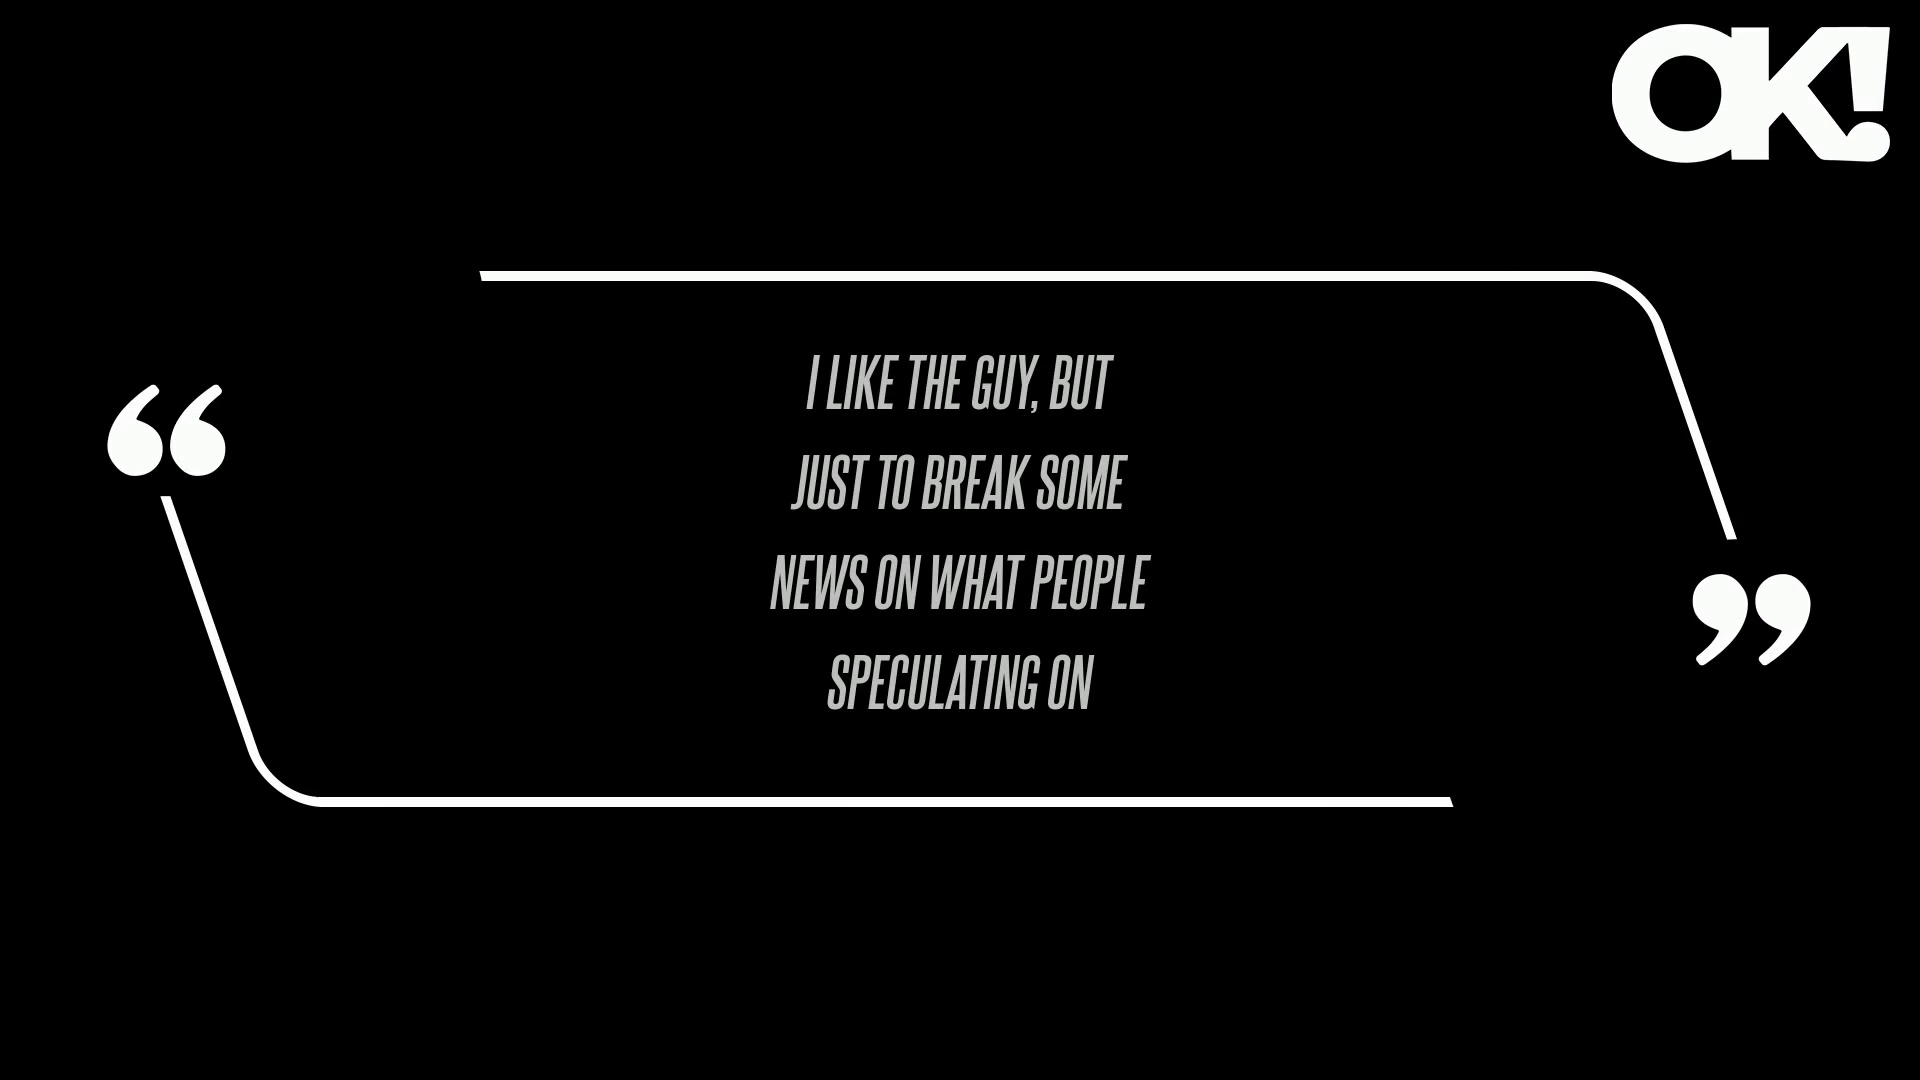 OK!
“
I LIKE THE GUY, BUT
JUST TO BREAK SOME
NEWS ON WHAT PEOPLE
SPECULATING ON
”